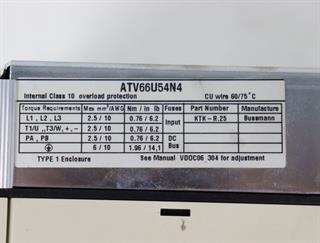 ATV66U54N4
Internal Class 10 overload protection CU wire 60/75°C
Torque Requirements Max mm²/AWG Nm / in lb Fuses Part Number Manufacture
L1, L2, L3 2.5 / 10 0.76 / 6.2 Input KTK-R.25 Bussmann
T1/U ,,T3/W, +, - 2.5 / 10 0.76 / 6.2
PA, PB 2.5 / 10 0.76 / 6.2 DC Bus
6 / 10 1.96 / 14,1
TYPE 1 Enclosure See Manual VDOC06 304 for adjustment